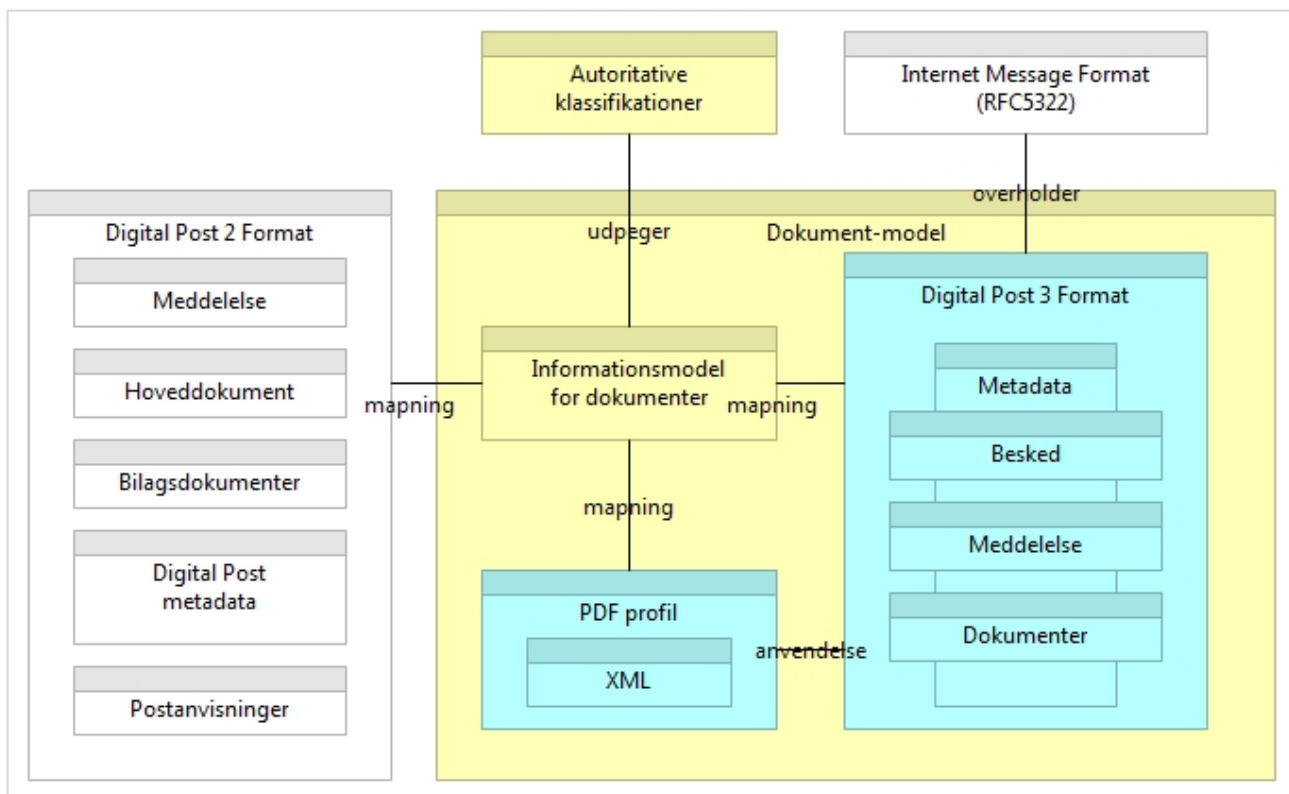 Autoritative
klassifikationer
Internet Message Format
(RFC5322)
overholder
udpeger
Dokument-model
Digital Post 2 Format
Meddelelse
Hoveddokument
Bilagsdokumenter
Digital Post
metadata
Postanvisninger
mapning
Informationsmodel
for dokumenter
mapning
mapning
PDF profil
XML
anvendelse
Digital Post 3 Format
Metadata
Besked
Meddelelse
Dokumenter